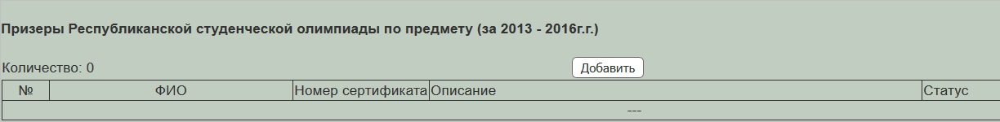 Призеры Республиканской студенческой олимпиады по предмету (за 2013 - 2016г.г.)
Количество: 0 Добавить
№ ФИО Номер сертификата Описание Статус
---